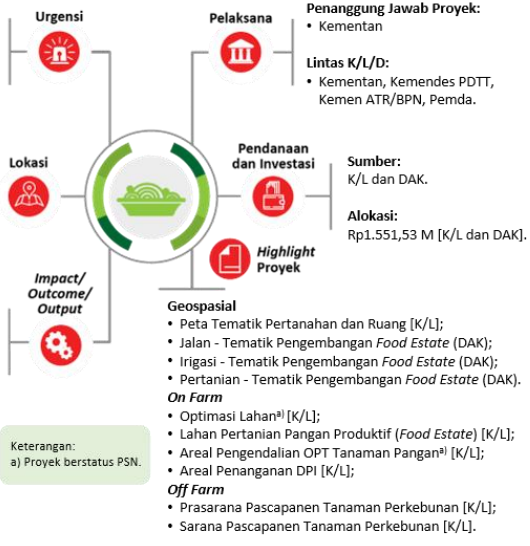 Urgensi
Pelaksana
Penanggung Jawab Proyek:
• Kementan
Lintas K/L/D:
• Kementan, Kemendes PDTT,
Kemen ATR/BPN, Pemda.
Lokasi
Pendanaan
dan Investasi
Sumber:
K/L dan DAK.
Alokasi:
Rp1.551,53 M [K/L dan DAK].
Highlight
Proyek
Impact/
Outcome/
Output
Geospasial
• Peta Tematik Pertanahan dan Ruang [K/L];
• Jalan - Tematik Pengembangan Food Estate (DAK);
• Irigasi - Tematik Pengembangan Food Estate (DAK);
• Pertanian - Tematik Pengembangan Food Estate (DAK).
On Farm
• Optimasi Lahanᵃ⁾ [K/L];
• Lahan Pertanian Pangan Produktif (Food Estate) [K/L];
• Areal Pengendalian OPT Tanaman Panganᵃ⁾ [K/L];
• Areal Penanganan DPI [K/L];
Off Farm
• Prasarana Pascapanen Tanaman Perkebunan [K/L];
• Sarana Pascapanen Tanaman Perkebunan [K/L].
Keterangan:
a) Proyek berstatus PSN.